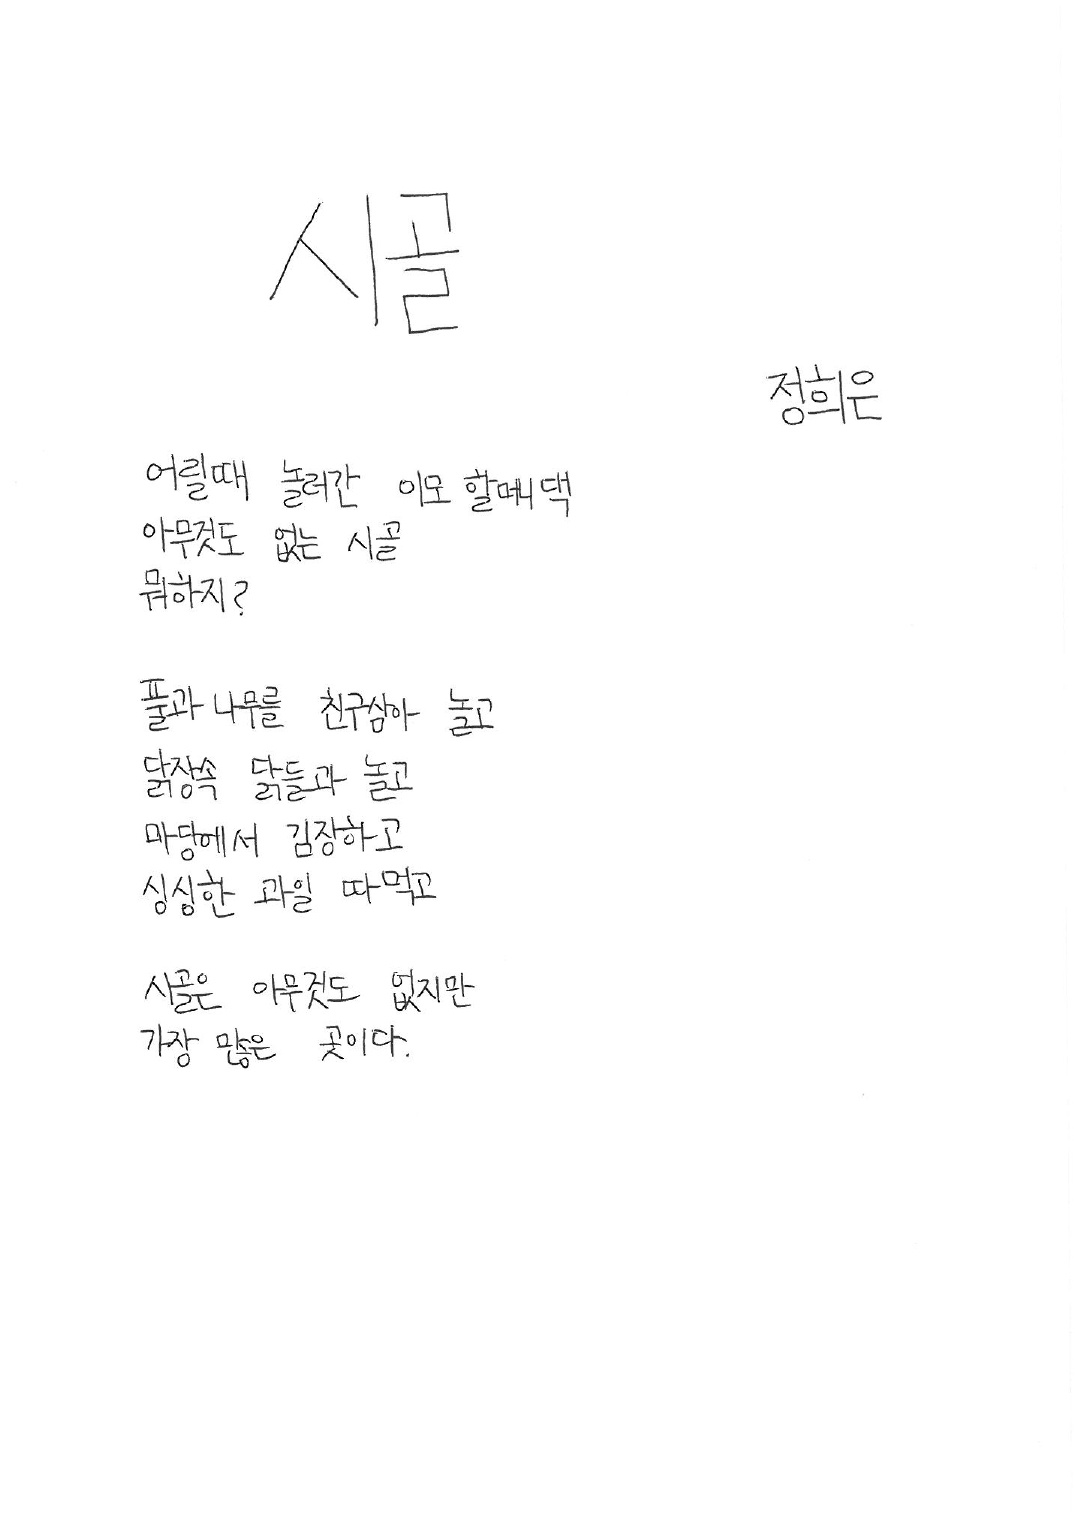 시골
정희은
어릴때 놀러간 이모 할머니 댁
아무것도 없는 시골
뭐하지?
풀과 나무를 친구삼아 놀고
닭장속 닭들과 놀고
마당에서 김장하고
싱싱한 과일 따먹고
시골은 아무것도 없지만
가장 많은 곳이다.